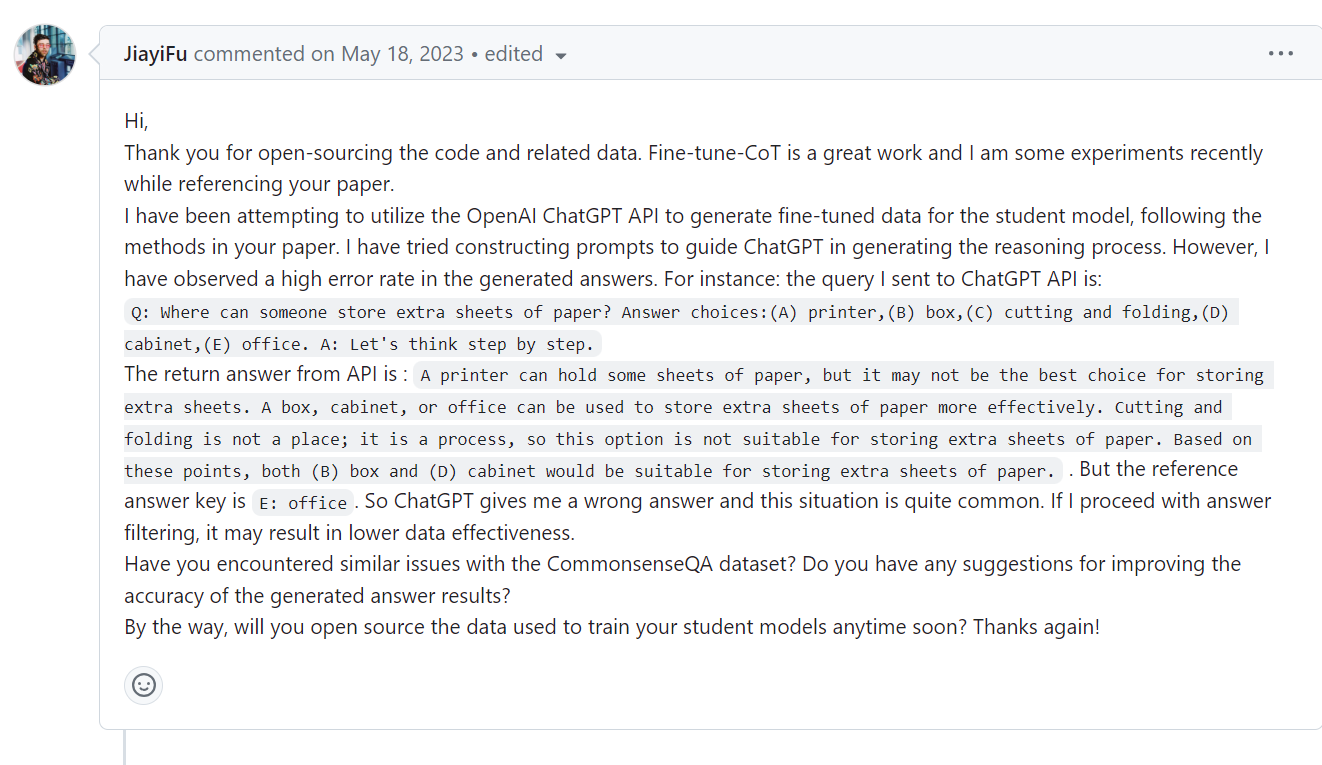 JiayiFu commented on May 18, 2023 • edited
Hi,
Thank you for open-sourcing the code and related data. Fine-tune-CoT is a great work and I am some experiments recently
while referencing your paper.
I have been attempting to utilize the OpenAI ChatGPT API to generate fine-tuned data for the student model, following the
methods in your paper. I have tried constructing prompts to guide ChatGPT in generating the reasoning process. However, I
have observed a high error rate in the generated answers. For instance: the query I sent to ChatGPT API is:
Q: Where can someone store extra sheets of paper? Answer choices:(A) printer,(B) box,(C) cutting and folding,(D)
cabinet,(E) office. A: Let's think step by step.
The return answer from API is : A printer can hold some sheets of paper, but it may not be the best choice for storing
extra sheets. A box, cabinet, or office can be used to store extra sheets of paper more effectively. Cutting and
folding is not a place; it is a process, so this option is not suitable for storing extra sheets of paper. Based on
these points, both (B) box and (D) cabinet would be suitable for storing extra sheets of paper. . But the reference
answer key is E: office. So ChatGPT gives me a wrong answer and this situation is quite common. If I proceed with answer
filtering, it may result in lower data effectiveness.
Have you encountered similar issues with the CommonsenseQA dataset? Do you have any suggestions for improving the
accuracy of the generated answer results?
By the way, will you open source the data used to train your student models anytime soon? Thanks again!